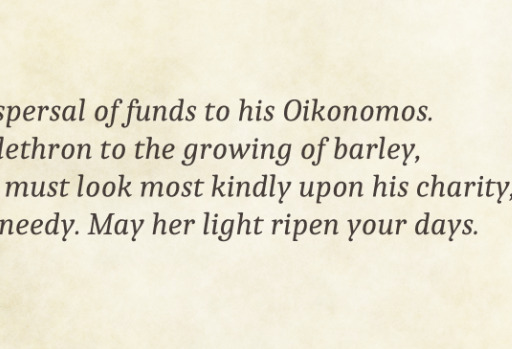 spersal of funds to his Oikonomos.
lethron to the growing of barley,
must look most kindly upon his charity,
needy. May her light ripen your days.